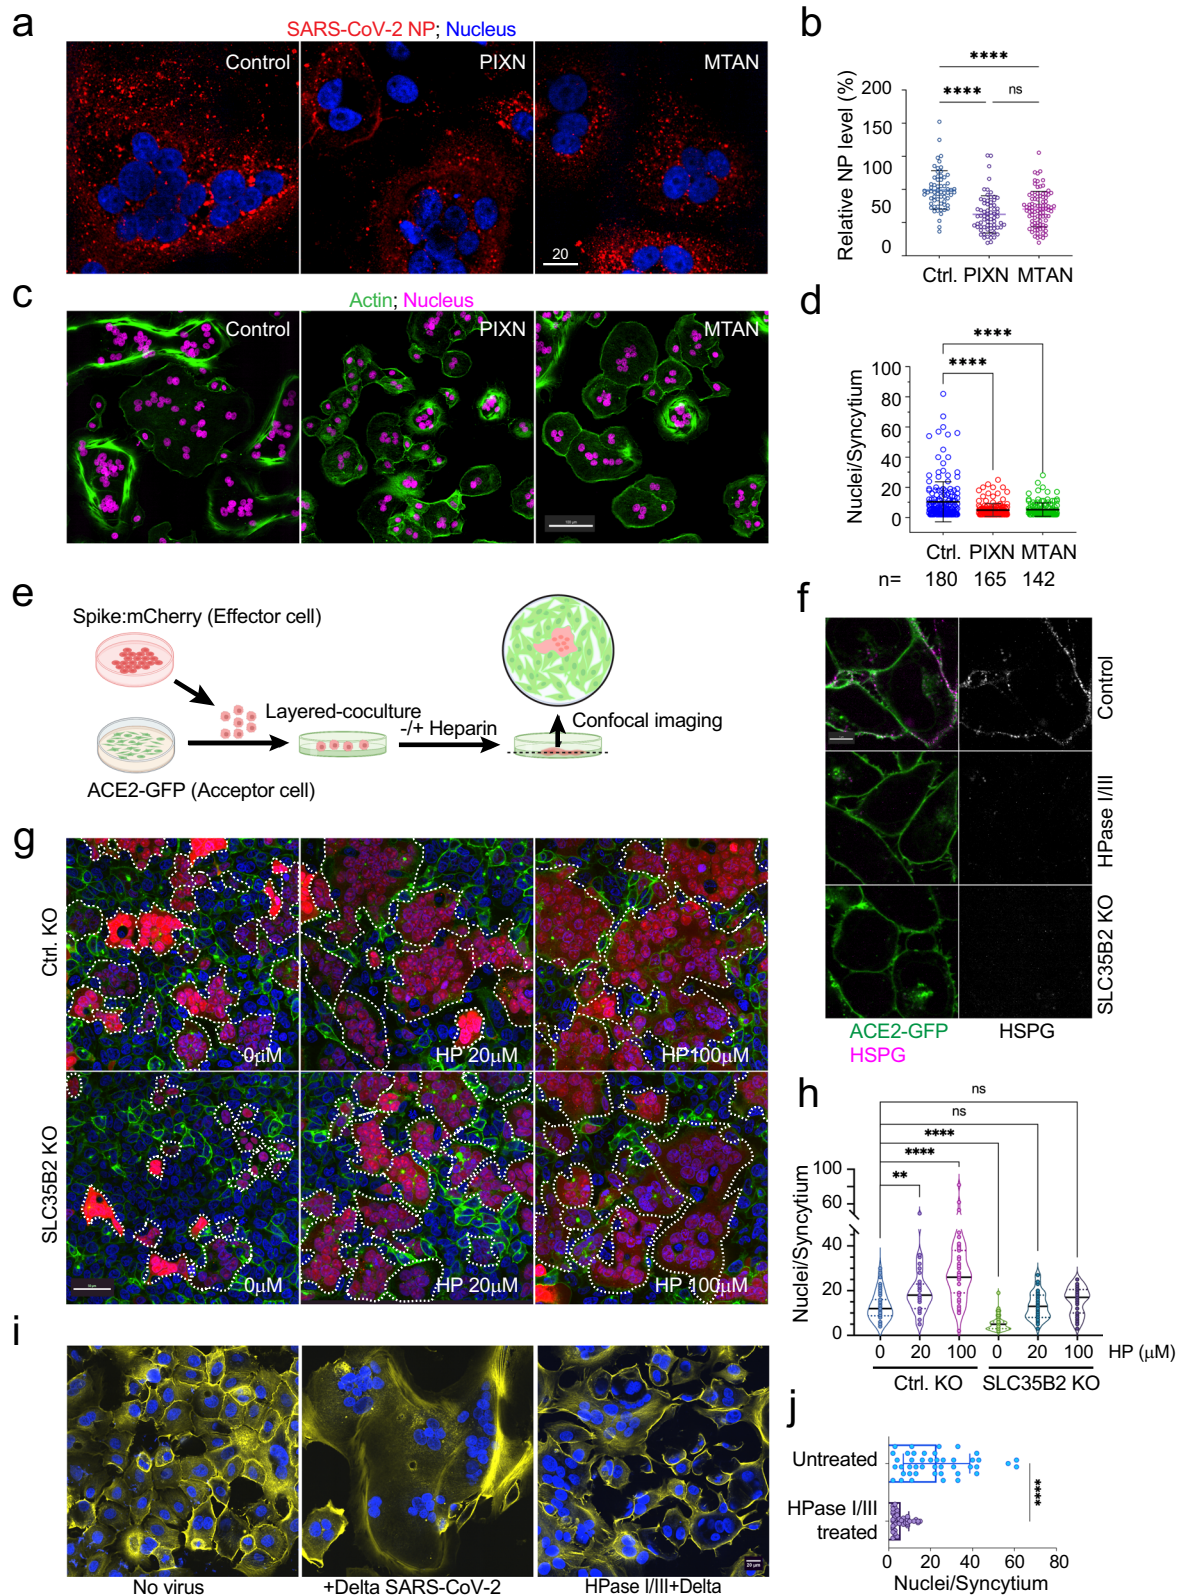 a
SARS-CoV-2 NP; Nucleus
Control
PIXN
MTAN
20
b
Relative NP level (%)
200
150
100
50
0
****
****
ns
Ctrl. PIXN MTAN
c
Actin; Nucleus
Control
PIXN
MTAN
100 μm
d
Nuclei/Syncytium
100
80
60
40
20
0
****
****
Ctrl. PIXN MTAN
n= 180 165 142
e
Spike:mCherry (Effector cell)
Layered-coculture
-/+ Heparin
Confocal imaging
ACE2-GFP (Acceptor cell)
f
Control
HPase I/III
SLC35B2 KO
ACE2-GFP
HSPG
HSPG
g
Ctrl. KO
0μM
HP 20μM
HP100μM
SLC35B2 KO
0μM
HP 20μM
HP 100μM
h
Nuclei/Syncytium
100
60
40
20
10
0
ns
ns
****
****
**
0 20 100 0 20 100 HP (μM)
Ctrl. KO SLC35B2 KO
i
No virus
+Delta SARS-CoV-2
HPase I/III+Delta
20 μm
j
Untreated
HPase I/III
treated
****
0 20 40 60 80
Nuclei/Syncytium